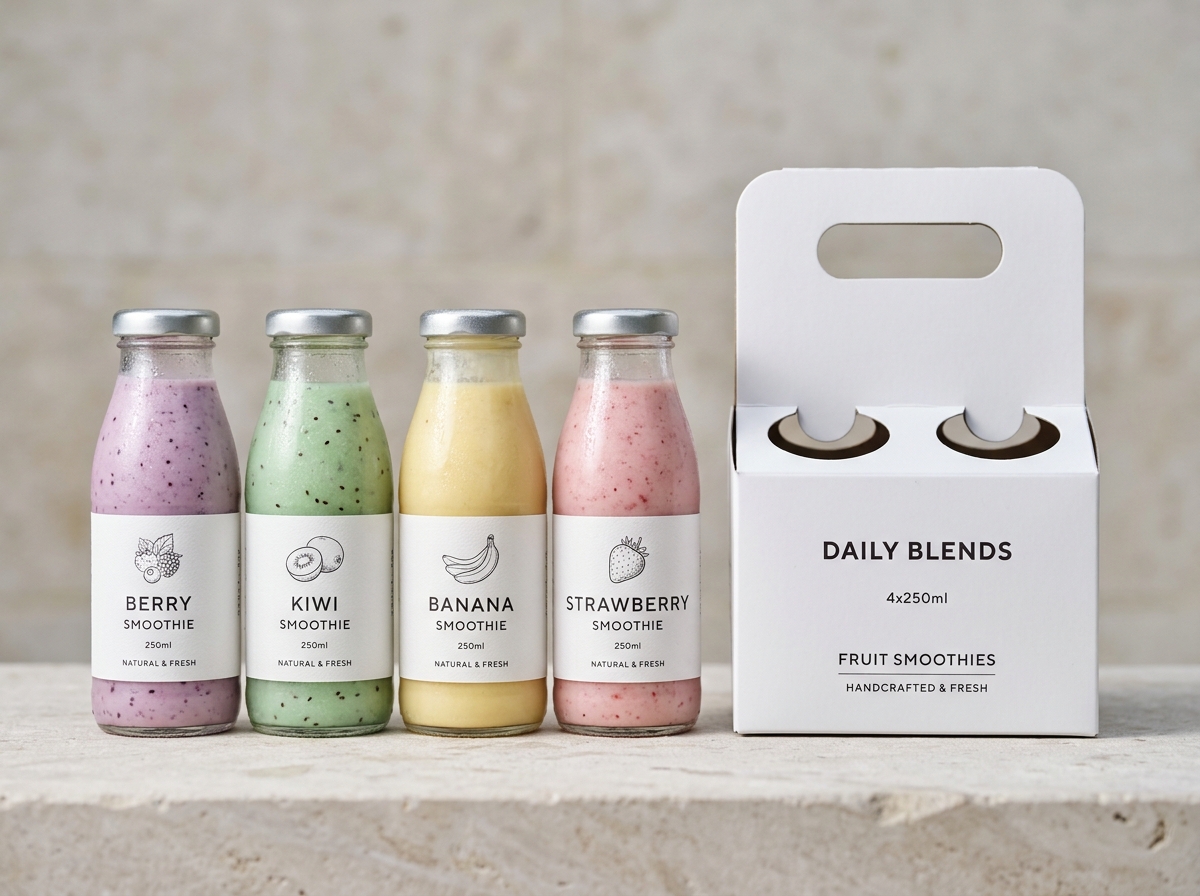 BERRY
SMOOTHIE
250ml
NATURAL & FRESH
KIWI
SMOOTHIE
250ml
NATURAL & FRESH
BANANA
SMOOTHIE
250ml
NATURAL & FRESH
STRAWBERRY
SMOOTHIE
250ml
NATURAL & FRESH
DAILY BLENDS
4x250ml
FRUIT SMOOTHIES
HANDCRAFTED & FRESH